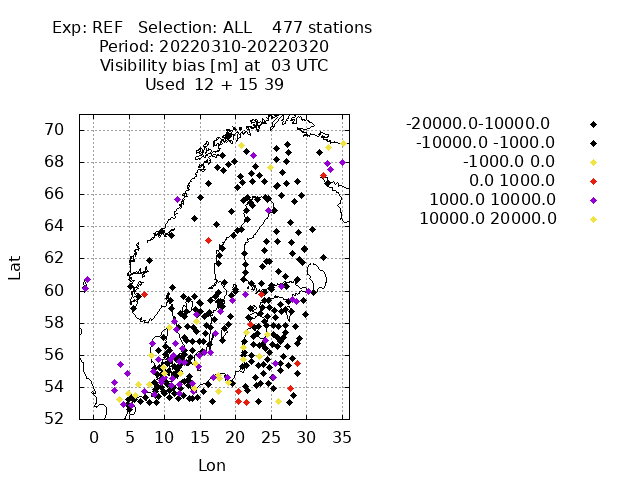 Exp: REF   Selection: ALL    477 stations
Period: 20220310-20220320
Visibility bias [m] at  03 UTC
Used  12 + 15 39
-20000.0-10000.0
-10000.0 -1000.0
-1000.0 0.0
0.0 1000.0
1000.0 10000.0
10000.0 20000.0
70
68
66
64
62
60
58
56
54
52
Lat
0 5 10 15 20 25 30 35
Lon